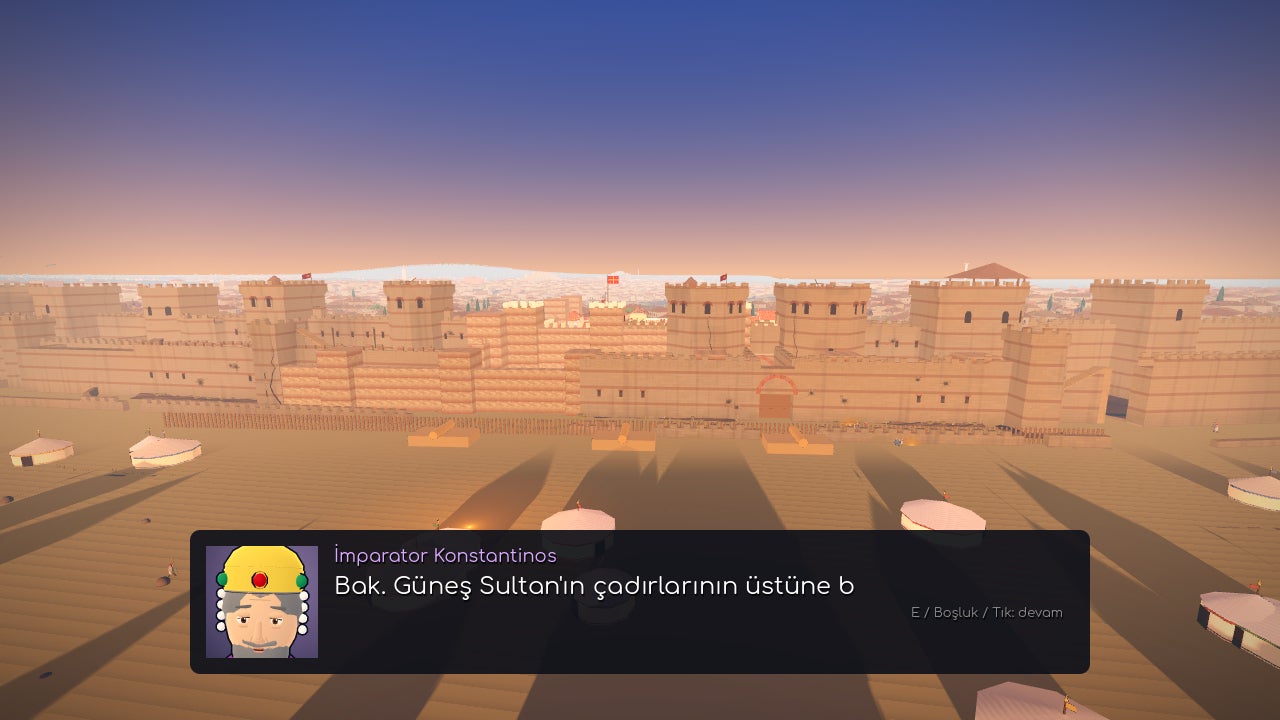 İmparator Konstantinos
Bak. Güneş Sultan'ın çadırlarının üstüne b
E / Boşluk / Tık: devam